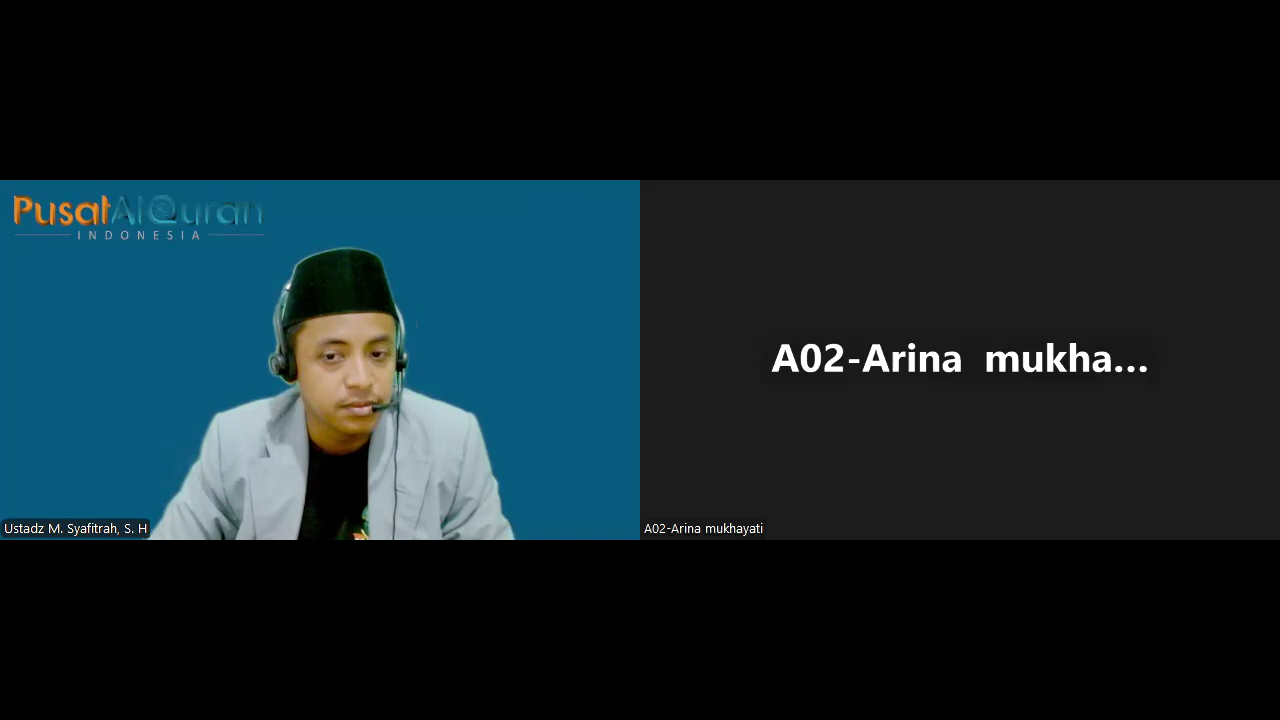 PusatAlQuran
INDONESIA
Ustadz M. Syafitrah, S. H
A02-Arina mukha...
A02-Arina mukhayati